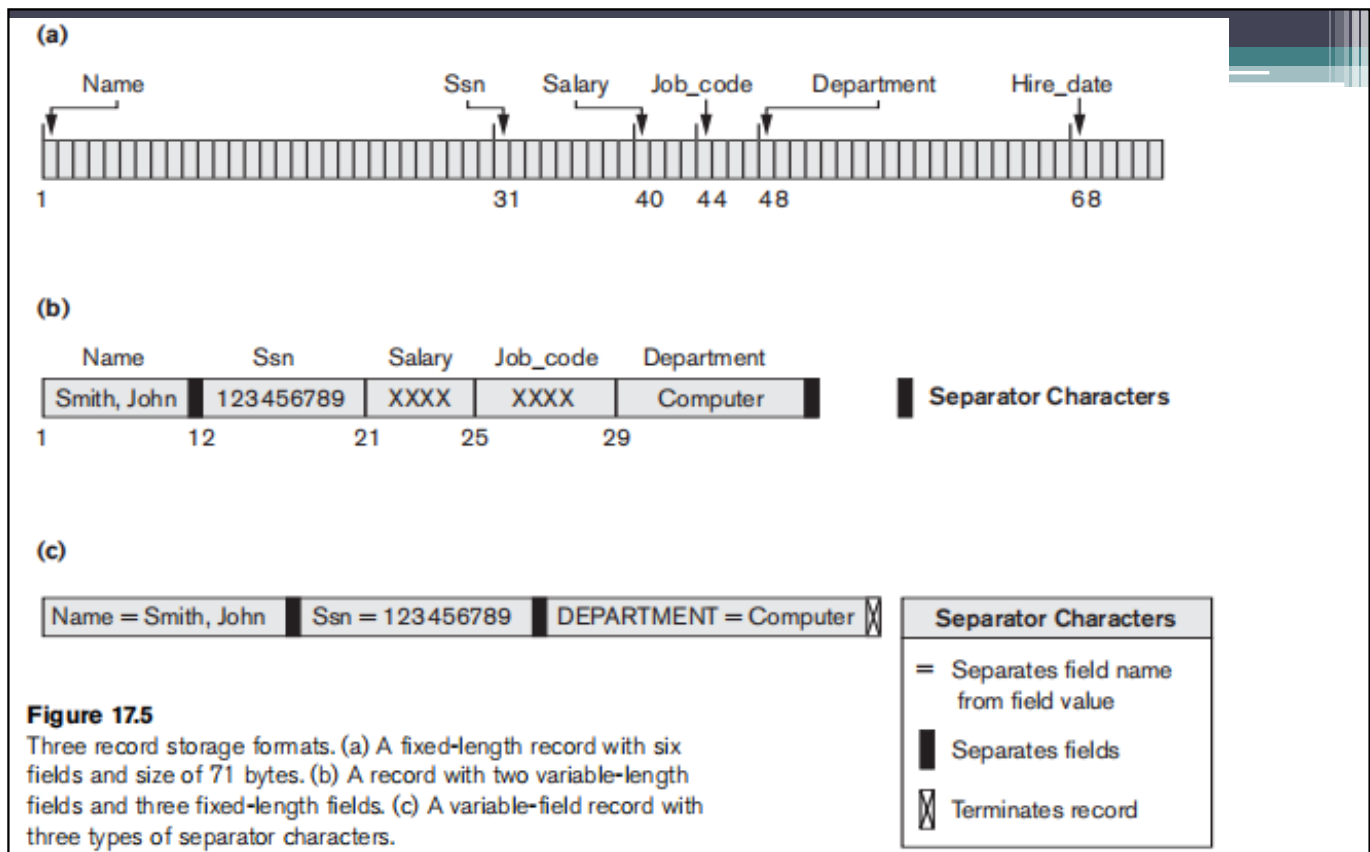 (a)
Name Ssn Salary Job_code Department Hire_date
1 31 40 44 48 68
(b)
Name Ssn Salary Job_code Department
Smith, John 123456789 XXXX XXXX Computer Separator Characters
1 12 21 25 29
(c)
Name = Smith, John Ssn = 123456789 DEPARTMENT = Computer
Separator Characters
= Separates field name
from field value
Separates fields
Terminates record
Figure 17.5
Three record storage formats. (a) A fixed-length record with six
fields and size of 71 bytes. (b) A record with two variable-length
fields and three fixed-length fields. (c) A variable-field record with
three types of separator characters.